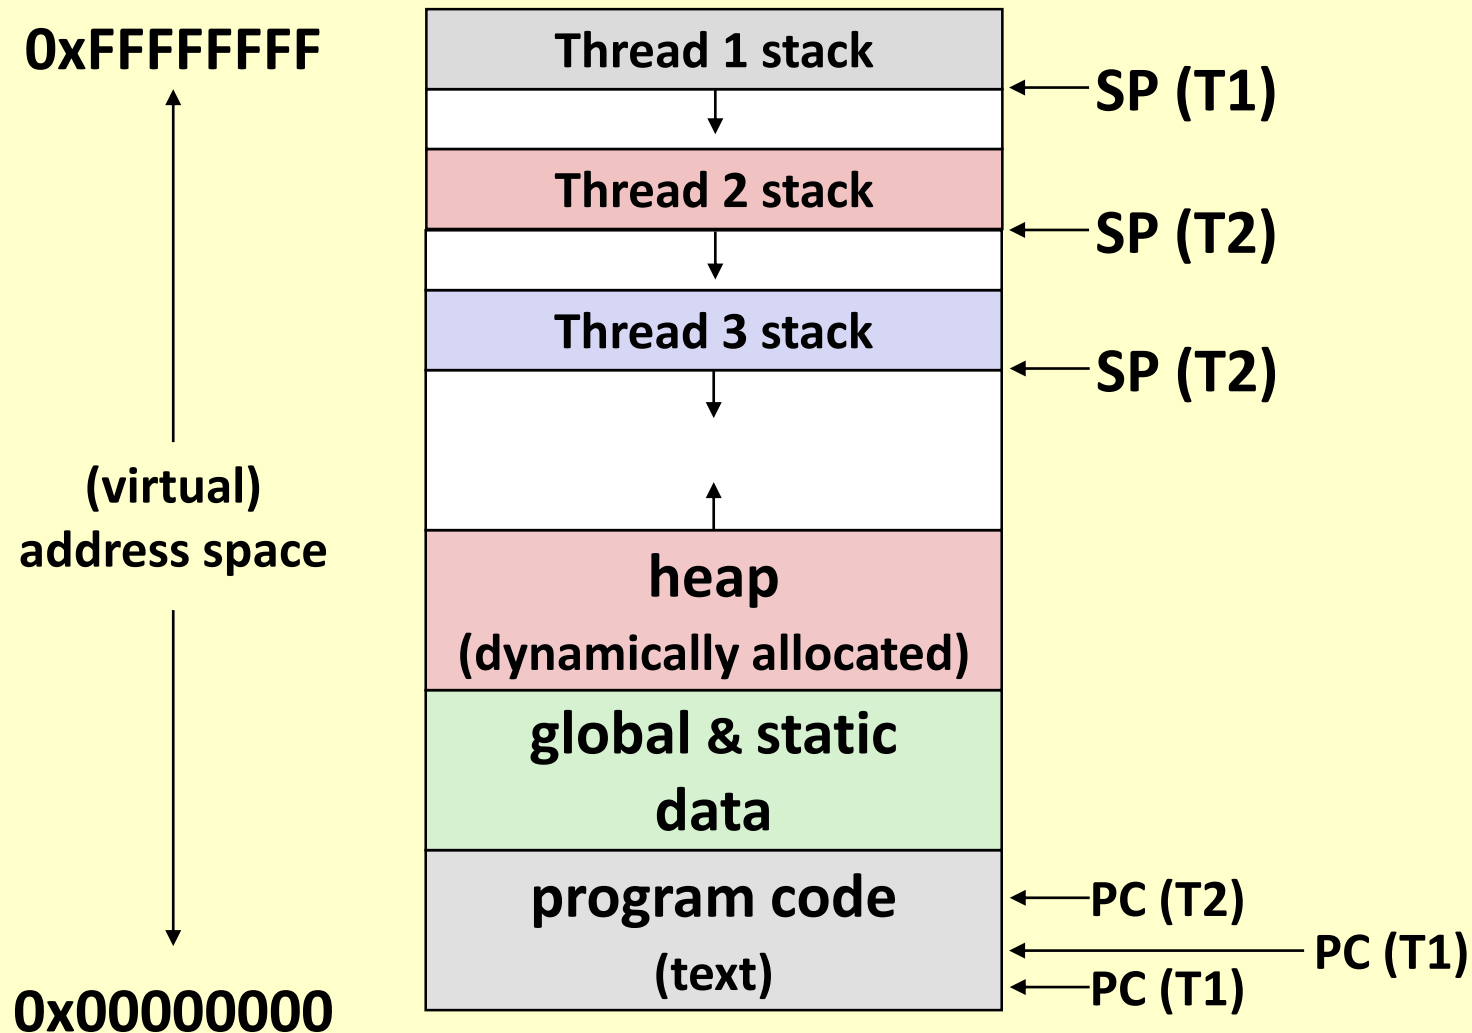 0xFFFFFFFF
Thread 1 stack
SP (T1)
Thread 2 stack
SP (T2)
Thread 3 stack
SP (T2)
(virtual)
address space
heap
(dynamically allocated)
global & static
data
program code
(text)
PC (T2)
PC (T1)
PC (T1)
0x00000000